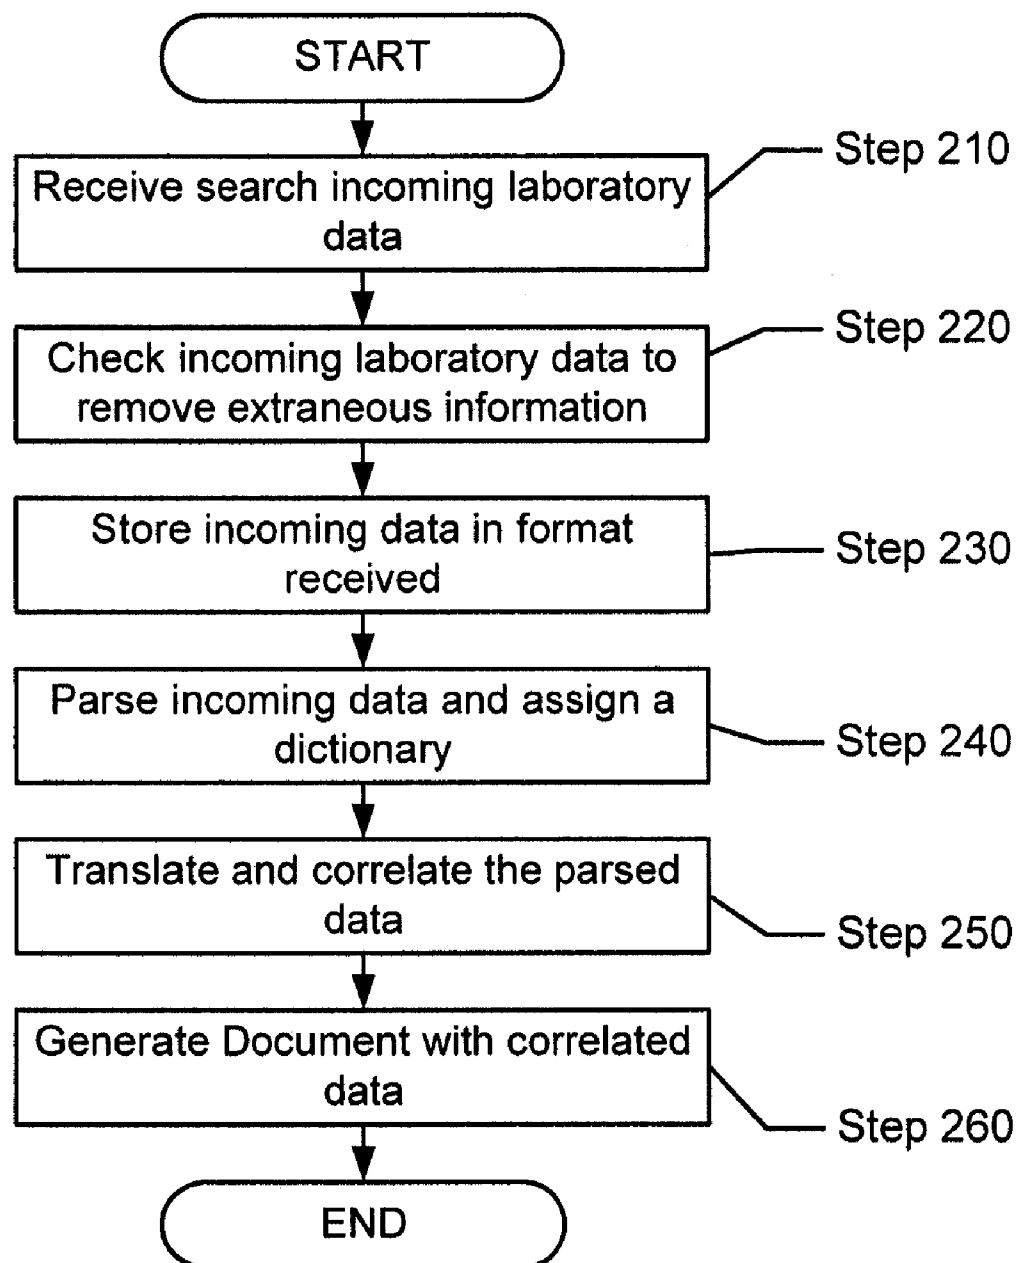 START
Receive search incoming laboratory
data
Step 210
Check incoming laboratory data to
remove extraneous information
Step 220
Store incoming data in format
received
Step 230
Parse incoming data and assign a
dictionary
Step 240
Translate and correlate the parsed
data
Step 250
Generate Document with correlated
data
Step 260
END